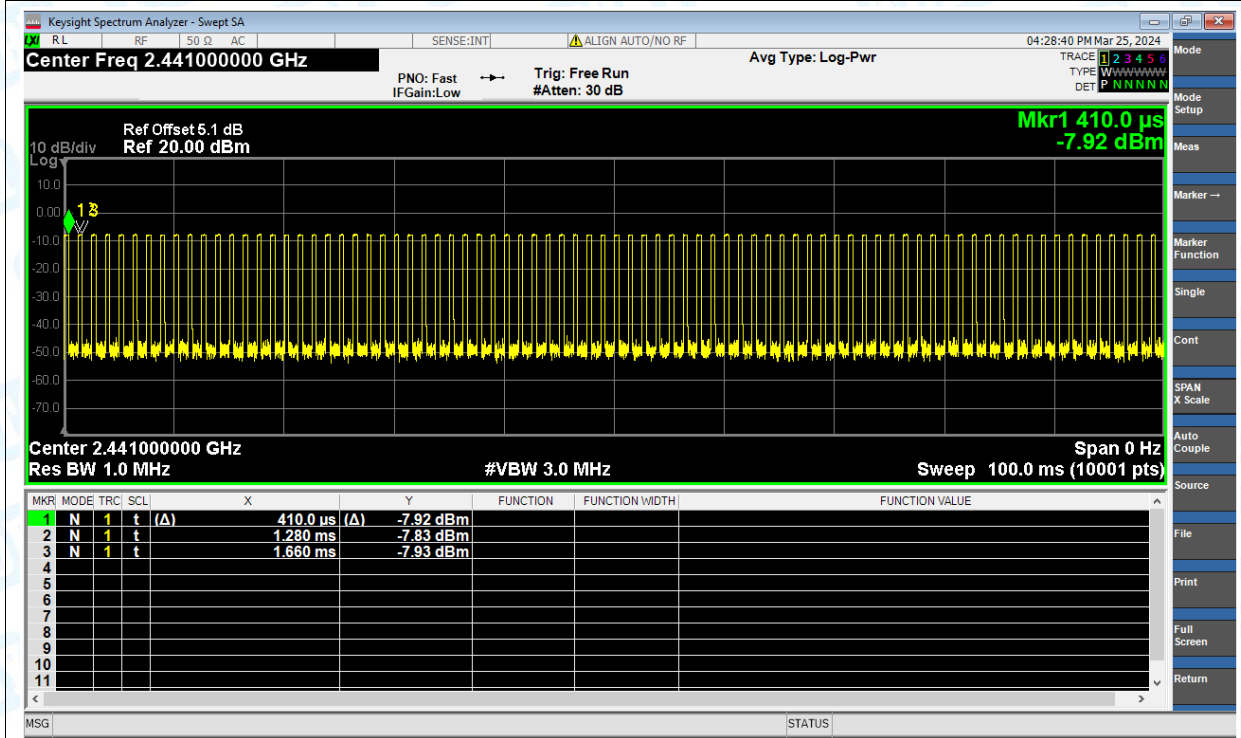 Keysight Spectrum Analyzer - Swept SA
LXI RL RF 50 Ω AC SENSE:INT ALIGN AUTO/NO RF 04:28:40 PM Mar 25, 2024
Center Freq 2.441000000 GHz
PNO: Fast
IFGain:Low
Trig: Free Run
#Atten: 30 dB
Avg Type: Log-Pwr
TRACE 1 2 3 4 5 6
TYPE W
DET P N N N N N
Mkr1 410.0 µs
-7.92 dBm
Ref Offset 5.1 dB
10 dB/div Ref 20.00 dBm
Log
10.0
0.00
-10.0
-20.0
-30.0
-40.0
-50.0
-60.0
-70.0
1
3
Center 2.441000000 GHz Span 0 Hz
Res BW 1.0 MHz #VBW 3.0 MHz Sweep 100.0 ms (10001 pts)
MKR MODE TRC SCL X Y FUNCTION FUNCTION WIDTH FUNCTION VALUE
1 N 1 t (Δ) 410.0 µs (Δ) -7.92 dBm
2 N 1 t 1.280 ms -7.83 dBm
3 N 1 t 1.660 ms -7.93 dBm
4
5
6
7
8
9
10
11
MSG STATUS
Mode
Mode
Setup
Meas
Marker →
Marker
Function
Single
Cont
SPAN
X Scale
Auto
Couple
Source
File
Print
Full
Screen
Return